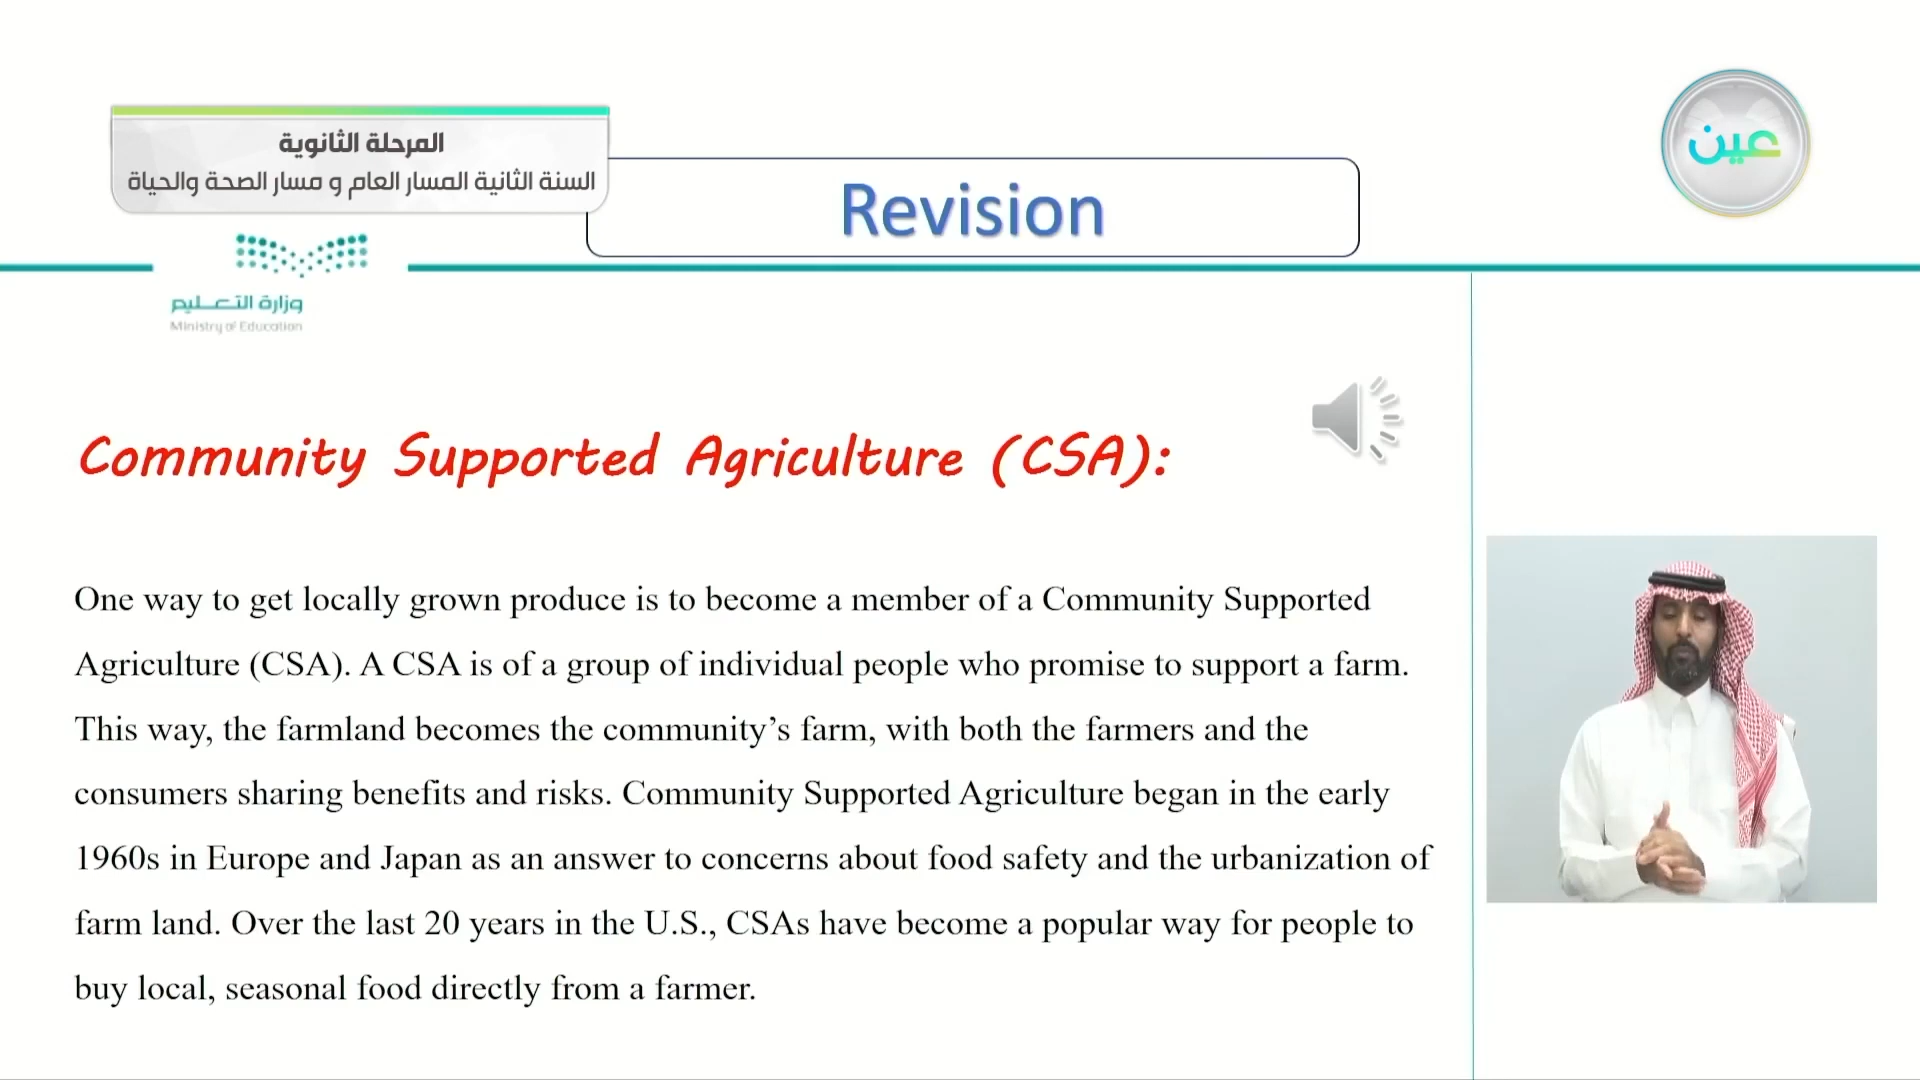 المرحلة الثانوية
السنة الثانية المسار العام و مسار الصحة والحياة
عين
Revision
وزارة التعليم
Ministry of Education
Community Supported Agriculture (CSA):
One way to get locally grown produce is to become a member of a Community Supported
Agriculture (CSA). A CSA is of a group of individual people who promise to support a farm.
This way, the farmland becomes the community’s farm, with both the farmers and the
consumers sharing benefits and risks. Community Supported Agriculture began in the early
1960s in Europe and Japan as an answer to concerns about food safety and the urbanization of
farm land. Over the last 20 years in the U.S., CSAs have become a popular way for people to
buy local, seasonal food directly from a farmer.